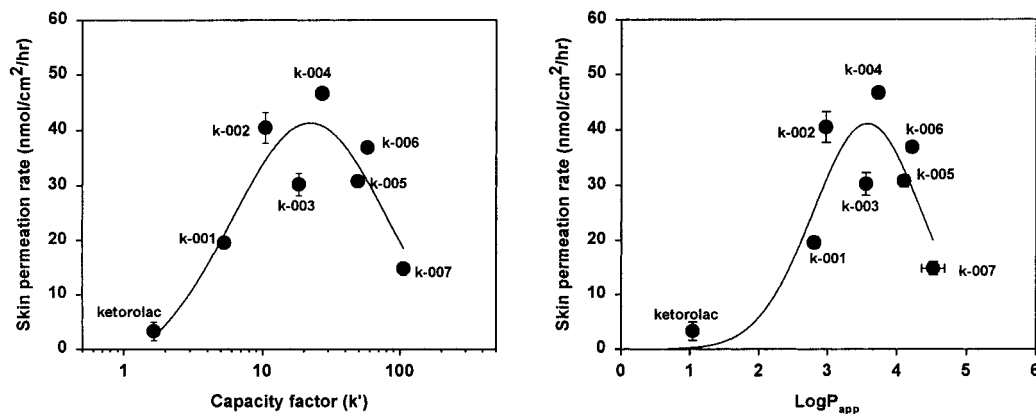 60
50
40
30
20
10
0
Skin permeation rate (nmol/cm²/hr)
k-004
k-002
k-006
k-003
k-005
k-001
k-007
ketorolac
1
10
100
Capacity factor (k')
60
50
40
30
20
10
0
Skin permeation rate (nmol/cm²/hr)
k-004
k-002
k-006
k-005
k-003
k-001
k-007
ketorolac
0
1
2
3
4
5
6
LogPapp